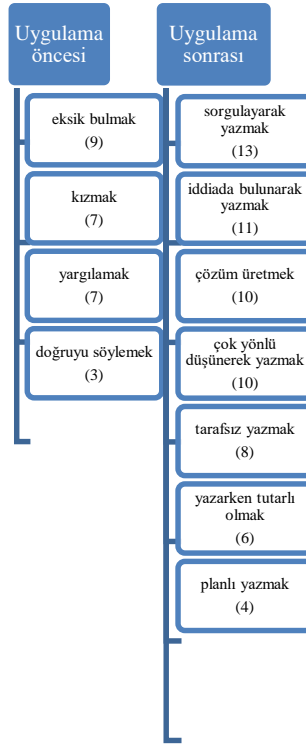 Uygulama
öncesi
eksik bulmak
(9)
kızmak
(7)
yargılamak
(7)
doğruyu söylemek
(3)
Uygulama
sonrası
sorgulayarak
yazmak
(13)
iddiada bulunarak
yazmak
(11)
çözüm üretmek
(10)
çok yönlü
düşünerek yazmak
(10)
tarafsız yazmak
(8)
yazarken tutarlı
olmak
(6)
planlı yazmak
(4)